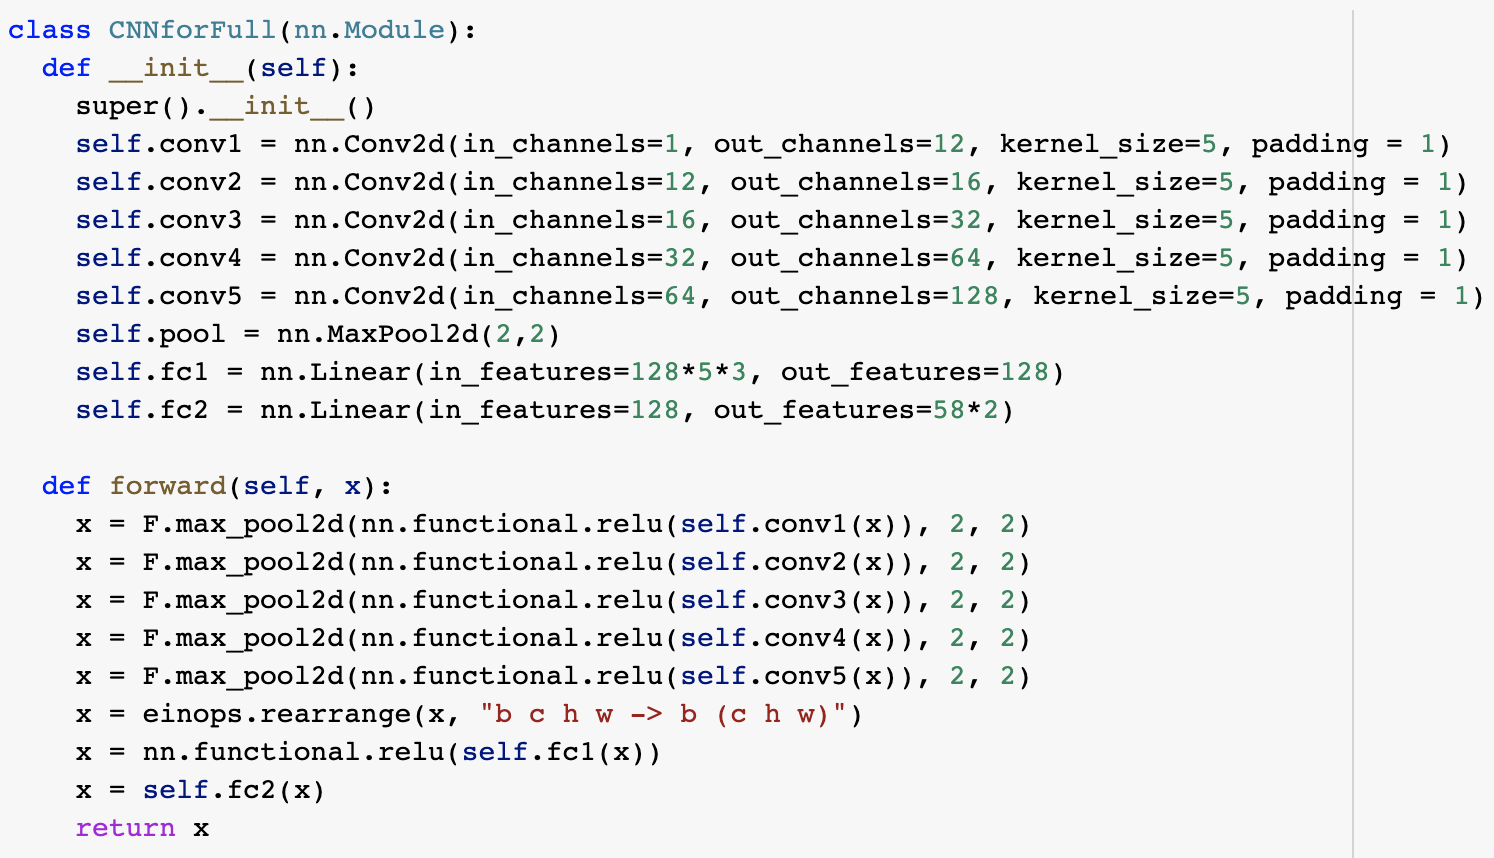 class CNNforFull(nn.Module):
  def __init__(self):
    super().__init__()
    self.conv1 = nn.Conv2d(in_channels=1, out_channels=12, kernel_size=5, padding = 1)
    self.conv2 = nn.Conv2d(in_channels=12, out_channels=16, kernel_size=5, padding = 1)
    self.conv3 = nn.Conv2d(in_channels=16, out_channels=32, kernel_size=5, padding = 1)
    self.conv4 = nn.Conv2d(in_channels=32, out_channels=64, kernel_size=5, padding = 1)
    self.conv5 = nn.Conv2d(in_channels=64, out_channels=128, kernel_size=5, padding = 1)
    self.pool = nn.MaxPool2d(2,2)
    self.fc1 = nn.Linear(in_features=128*5*3, out_features=128)
    self.fc2 = nn.Linear(in_features=128, out_features=58*2)

  def forward(self, x):
    x = F.max_pool2d(nn.functional.relu(self.conv1(x)), 2, 2)
    x = F.max_pool2d(nn.functional.relu(self.conv2(x)), 2, 2)
    x = F.max_pool2d(nn.functional.relu(self.conv3(x)), 2, 2)
    x = F.max_pool2d(nn.functional.relu(self.conv4(x)), 2, 2)
    x = F.max_pool2d(nn.functional.relu(self.conv5(x)), 2, 2)
    x = einops.rearrange(x, "b c h w -> b (c h w)")
    x = nn.functional.relu(self.fc1(x))
    x = self.fc2(x)
    return x